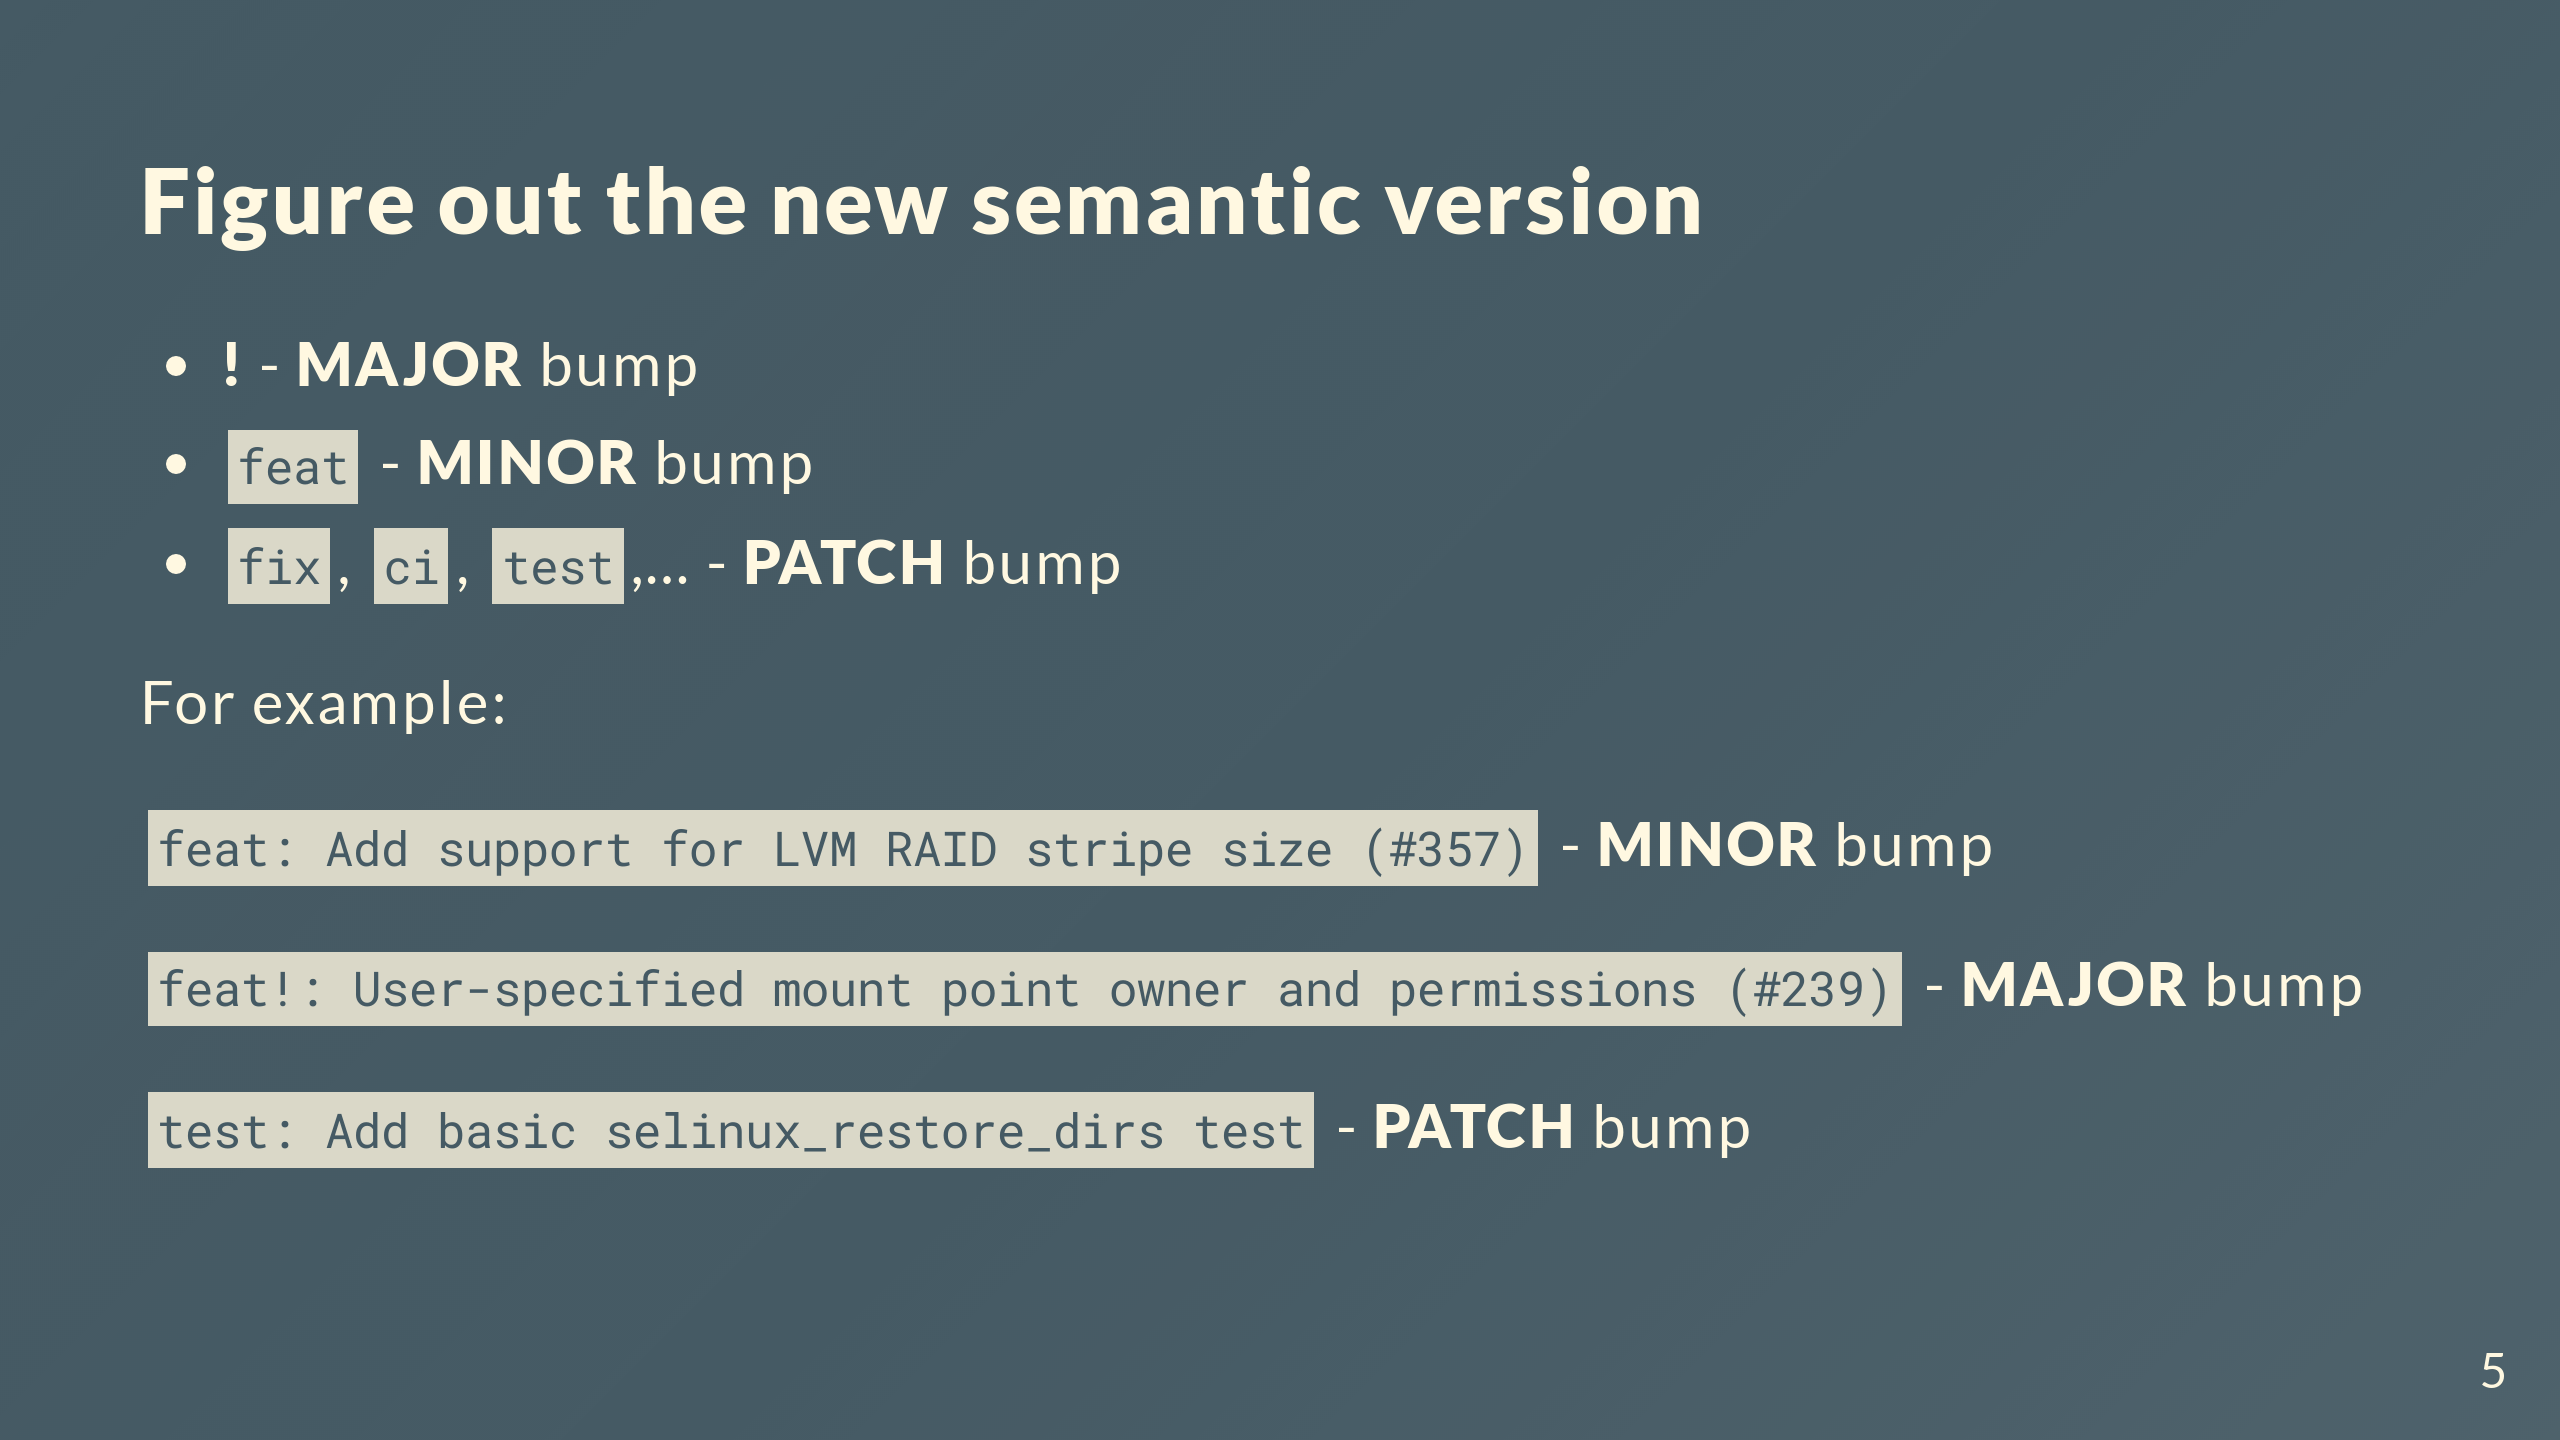 Figure out the new semantic version
• ! - MAJOR bump
• feat - MINOR bump
• fix, ci, test,... - PATCH bump
For example:
feat: Add support for LVM RAID stripe size (#357) - MINOR bump
feat!: User-specified mount point owner and permissions (#239) - MAJOR bump
test: Add basic selinux_restore_dirs test - PATCH bump
5